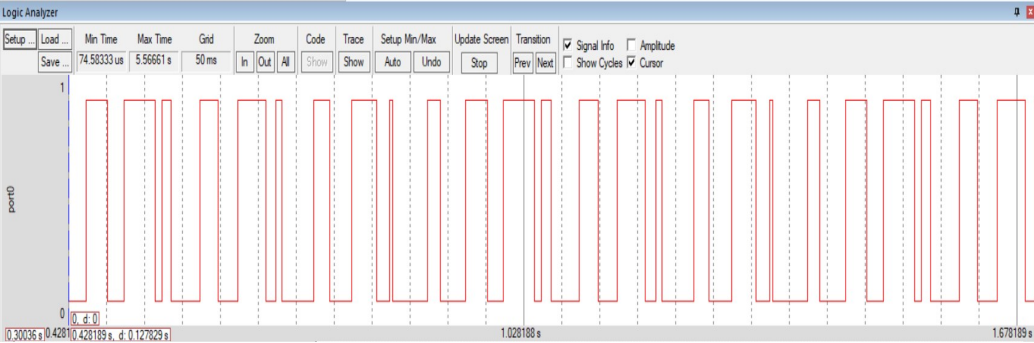 Logic Analyzer
Setup ... Load ... Min Time Max Time Grid Zoom Code Trace Setup Min/Max Update Screen Transition Signal Info Amplitude
Save ... 74.58333 us 5.56661 s 50 ms In Out All Show Show Auto Undo Stop Prev Next Show Cycles Cursor
1
port0
0
0, d: 0
0.30036 s 0.4281 0.428189 s, d: 0.127829 s 1.028188 s 1.678189 s